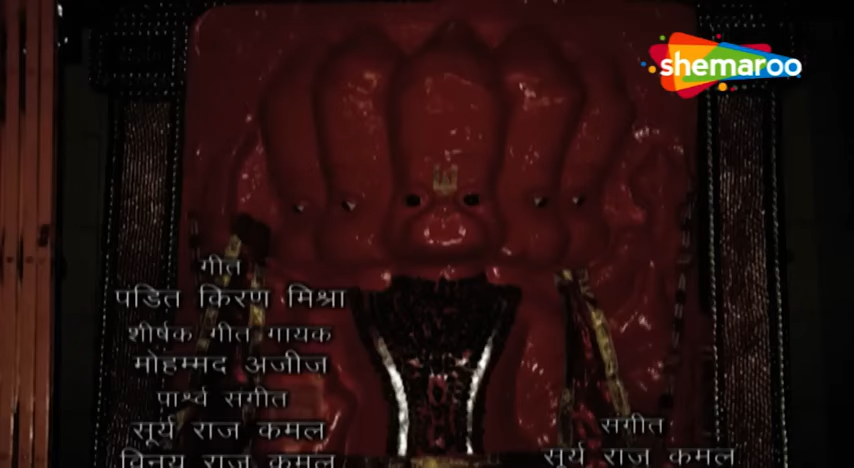 shemaroo
गीत
पंडित किरण मिश्रा
शीर्षक गीत गायक
मोहम्मद अजीज
पार्श्व संगीत
सूर्य राज कमल
विनय राज कमल
संगीत
सूर्य राज कमल